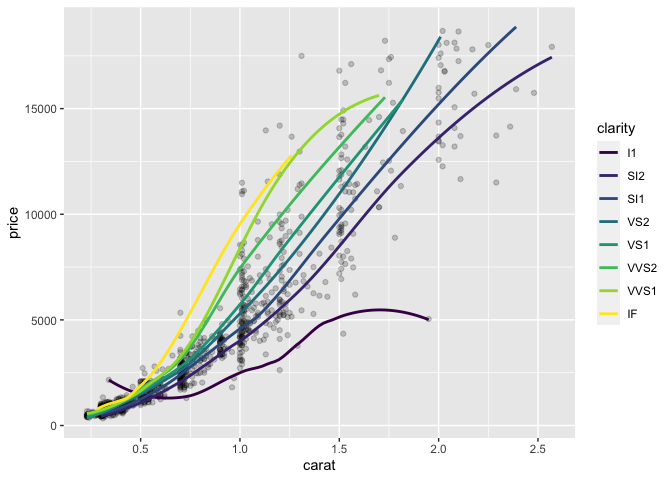 price
15000
10000
5000
0
0.5 1.0 1.5 2.0 2.5
carat
clarity
I1
SI2
SI1
VS2
VS1
VVS2
VVS1
IF